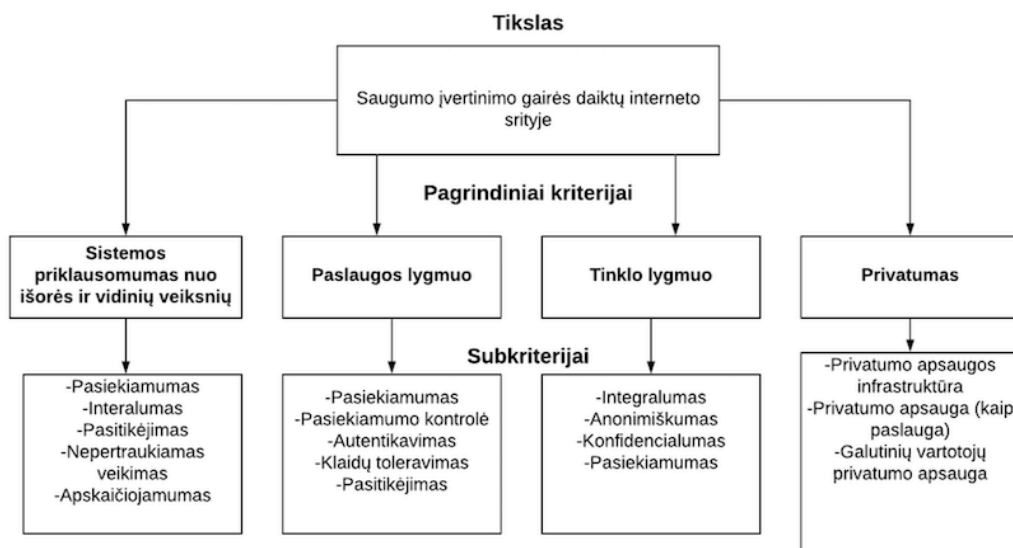 Tikslas
Saugumo įvertinimo gairės daiktų interneto
srityje
Pagrindiniai kriterijai
Sistemos
priklausomumas nuo
išorės ir vidinių veiksnių
Paslaugos lygmuo
Tinklo lygmuo
Privatumas
Subkriterijai
-Pasiekiamumas
-Interalumas
-Pasitikėjimas
-Nepertraukiamas
veikimas
-Apskaičiojamumas
-Pasiekiamumas
-Pasiekiamumo kontrolė
-Autentikavimas
-Klaidų toleravimas
-Pasitikėjimas
-Integralumas
-Anonimiškumas
-Konfidencialumas
-Pasiekiamumas
-Privatumo apsaugos
infrastruktūra
-Privatumo apsauga (kaip
paslauga)
-Galutinių vartotojų
privatumo apsauga